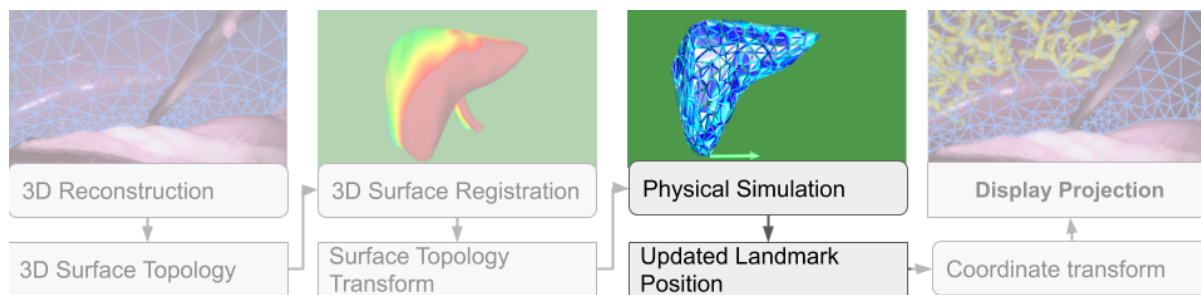 3D Reconstruction
3D Surface Topology
3D Surface Registration
Surface Topology
Transform
Physical Simulation
Updated Landmark
Position
Display Projection
Coordinate transform